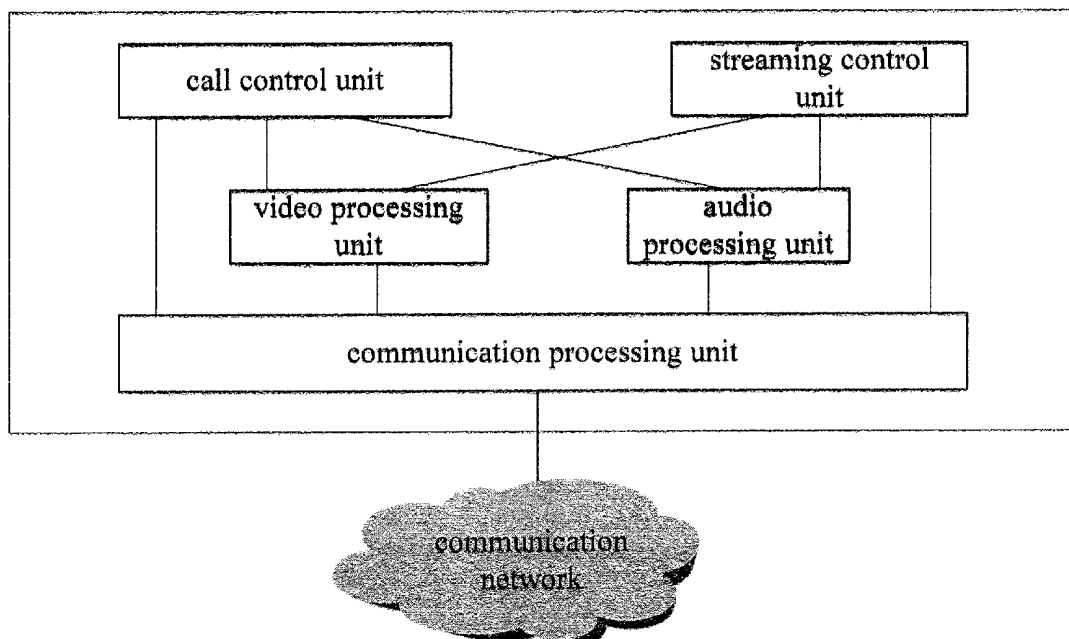 call control unit
streaming control
unit
video processing
unit
audio
processing unit
communication processing unit
communication
network